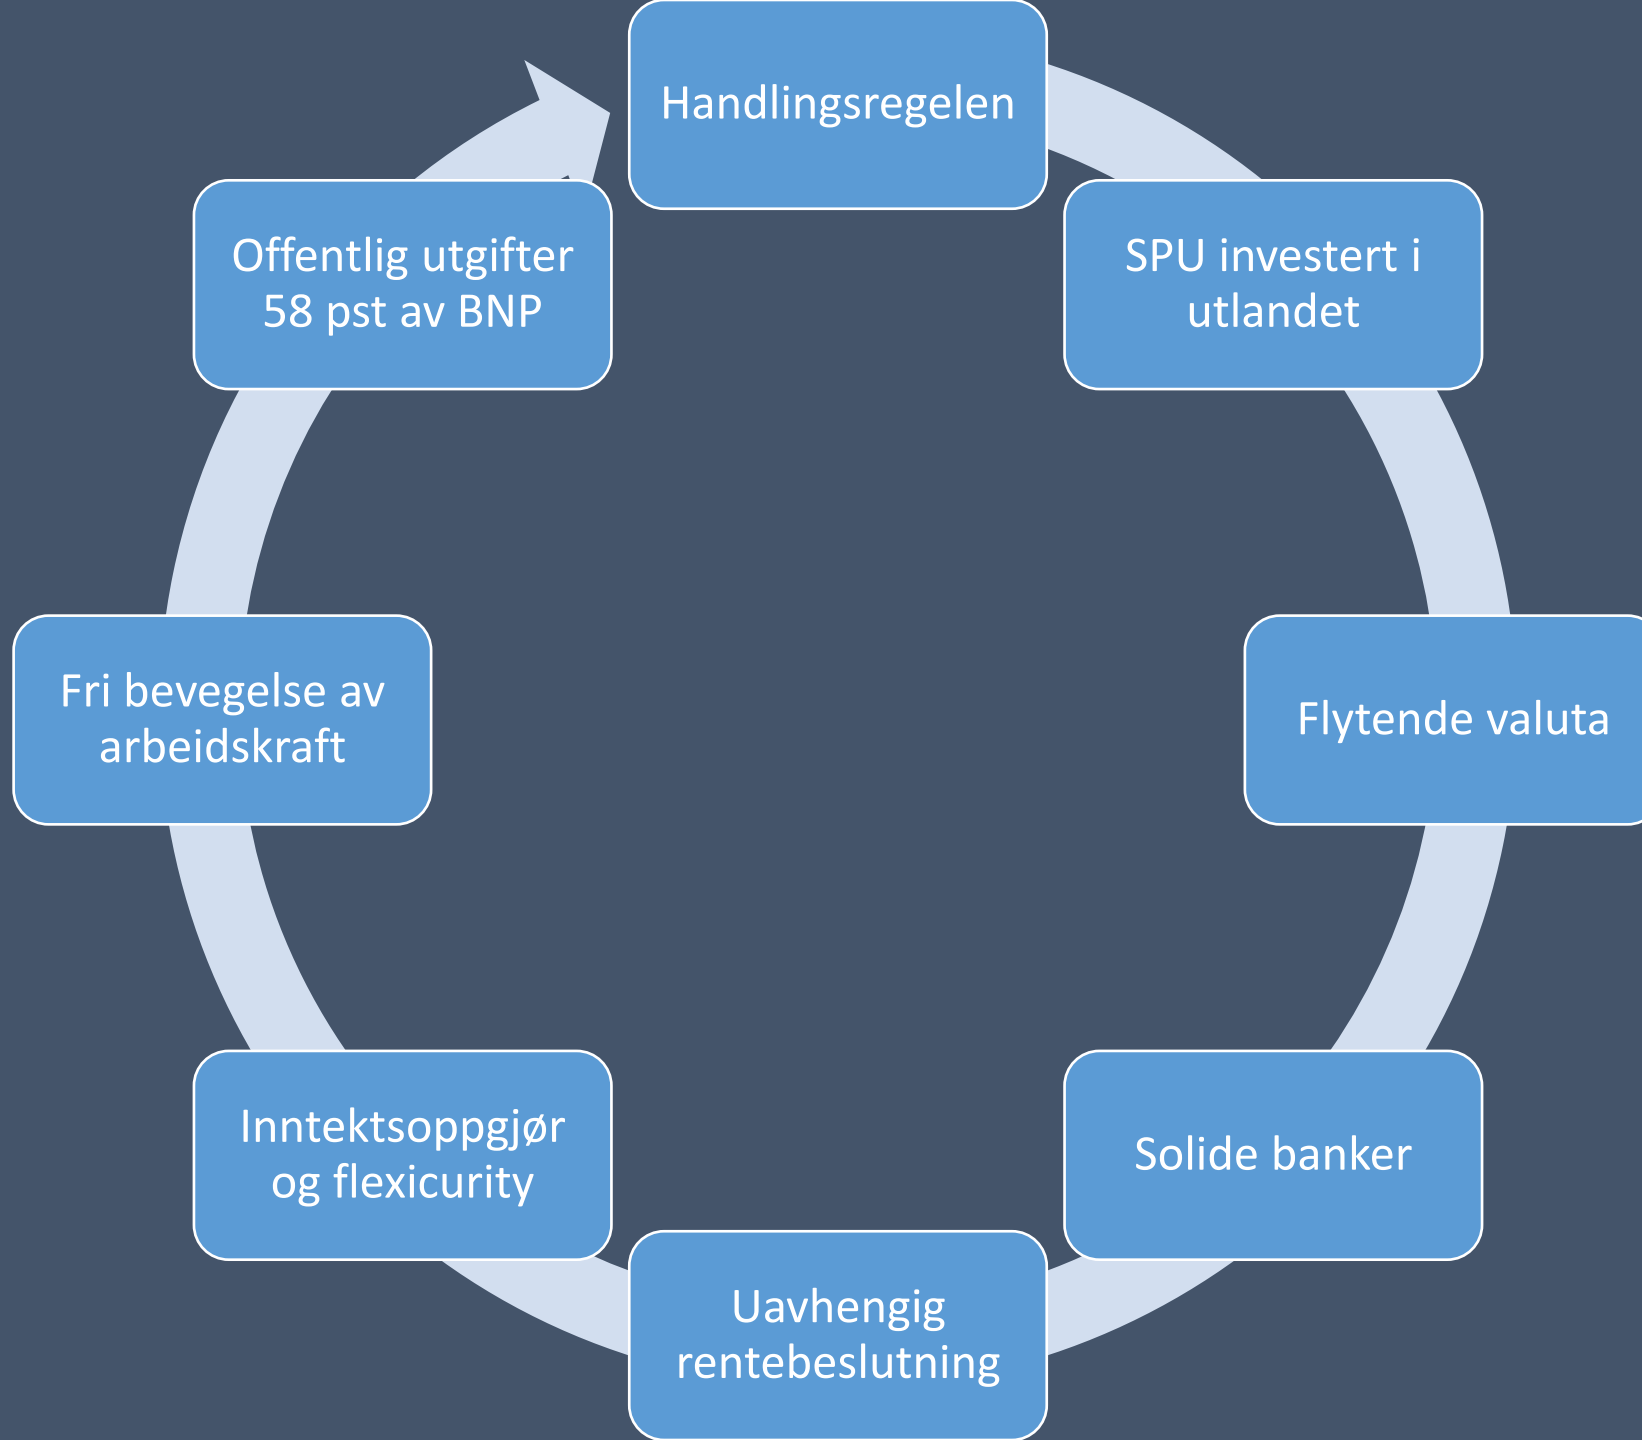 Handlingsregelen
SPU investert i
utlandet
Flytende valuta
Solide banker
Uavhengig
rentebeslutning
Inntektsoppgjør
og flexicurity
Fri bevegelse av
arbeidskraft
Offentlig utgifter
58 pst av BNP